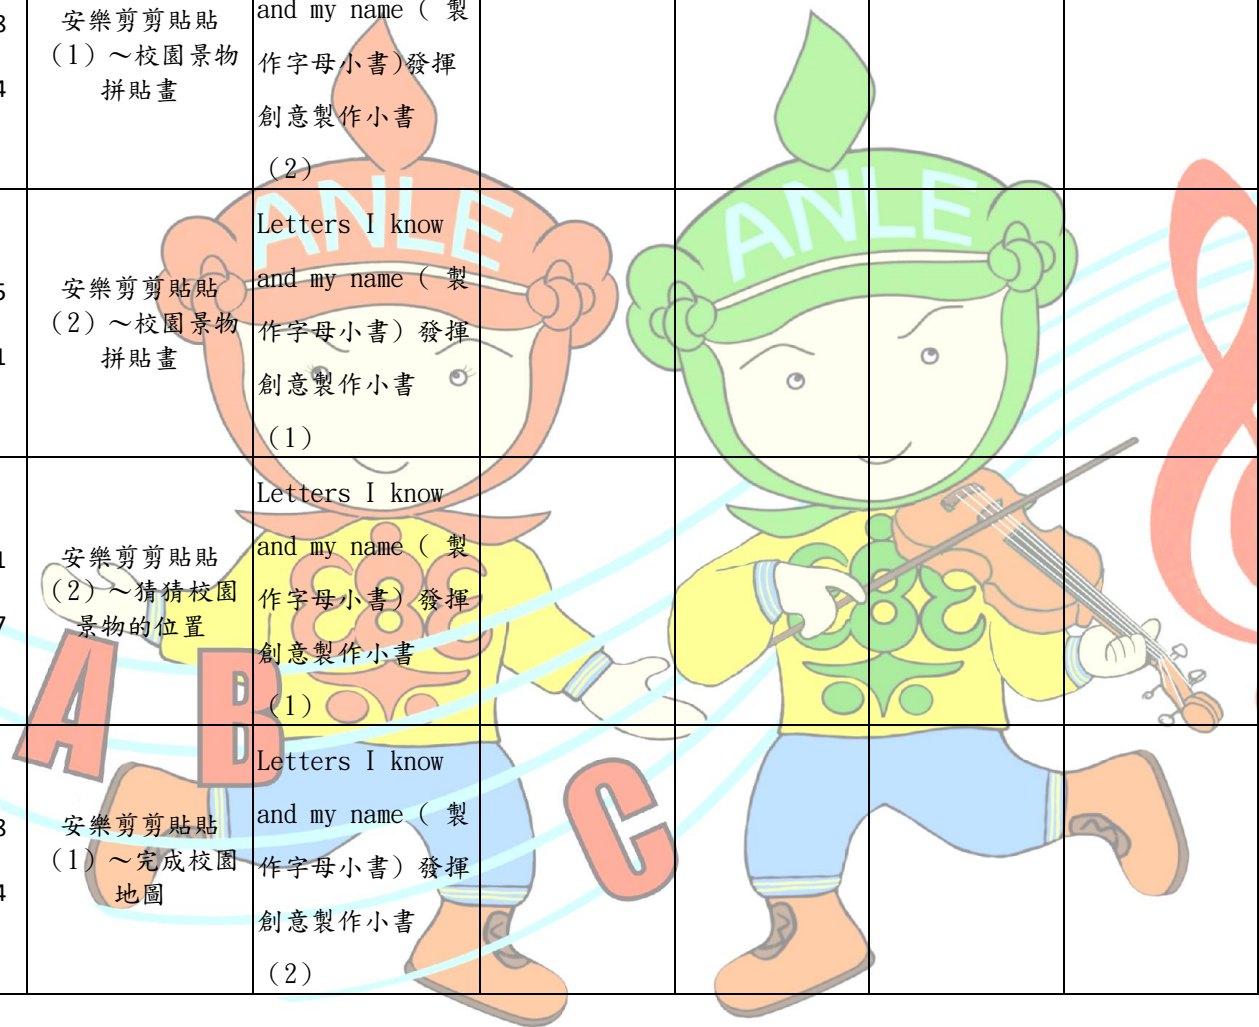 8
4
安樂剪剪貼貼
(1)～校園景物
拼貼畫
and my name ( 製
作字母小書)發揮
創意製作小書
(2)
5
1
安樂剪剪貼貼
(2)～校園景物
拼貼畫
Letters I know
and my name ( 製
作字母小書) 發揮
創意製作小書
(1)
1
7
安樂剪剪貼貼
(2)～猜猜校園
景物的位置
Letters I know
and my name ( 製
作字母小書) 發揮
創意製作小書
(1)
4
安樂剪剪貼貼
(1)～完成校園
地圖
Letters I know
and my name ( 製
作字母小書) 發揮
創意製作小書
(2)
ANLE
ANLE
A B C